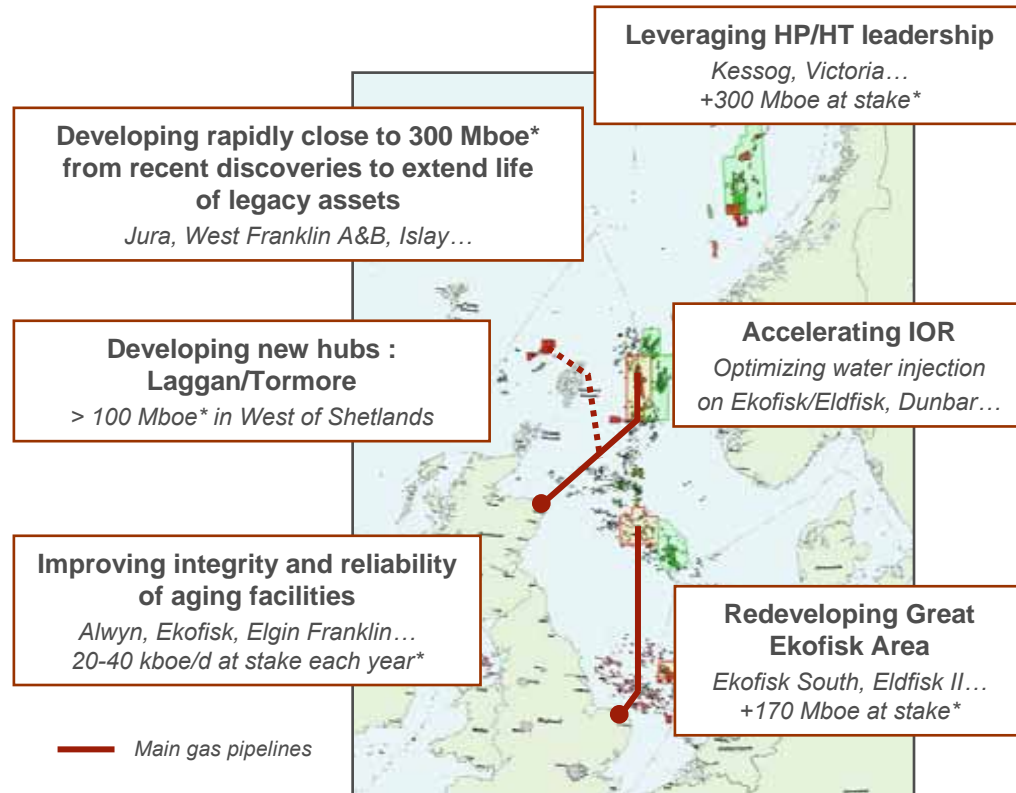 Leveraging HP/HT leadership
Kessog, Victoria…
+300 Mboe at stake*
Developing rapidly close to 300 Mboe*
from recent discoveries to extend life
of legacy assets
Jura, West Franklin A&B, Islay…
Developing new hubs :
Laggan/Tormore
> 100 Mboe* in West of Shetlands
Accelerating IOR
Optimizing water injection
on Ekofisk/Eldfisk, Dunbar…
Improving integrity and reliability
of aging facilities
Alwyn, Ekofisk, Elgin Franklin…
20-40 kboe/d at stake each year*
Redeveloping Great
Ekofisk Area
Ekofisk South, Eldfisk II…
+170 Mboe at stake*
Main gas pipelines